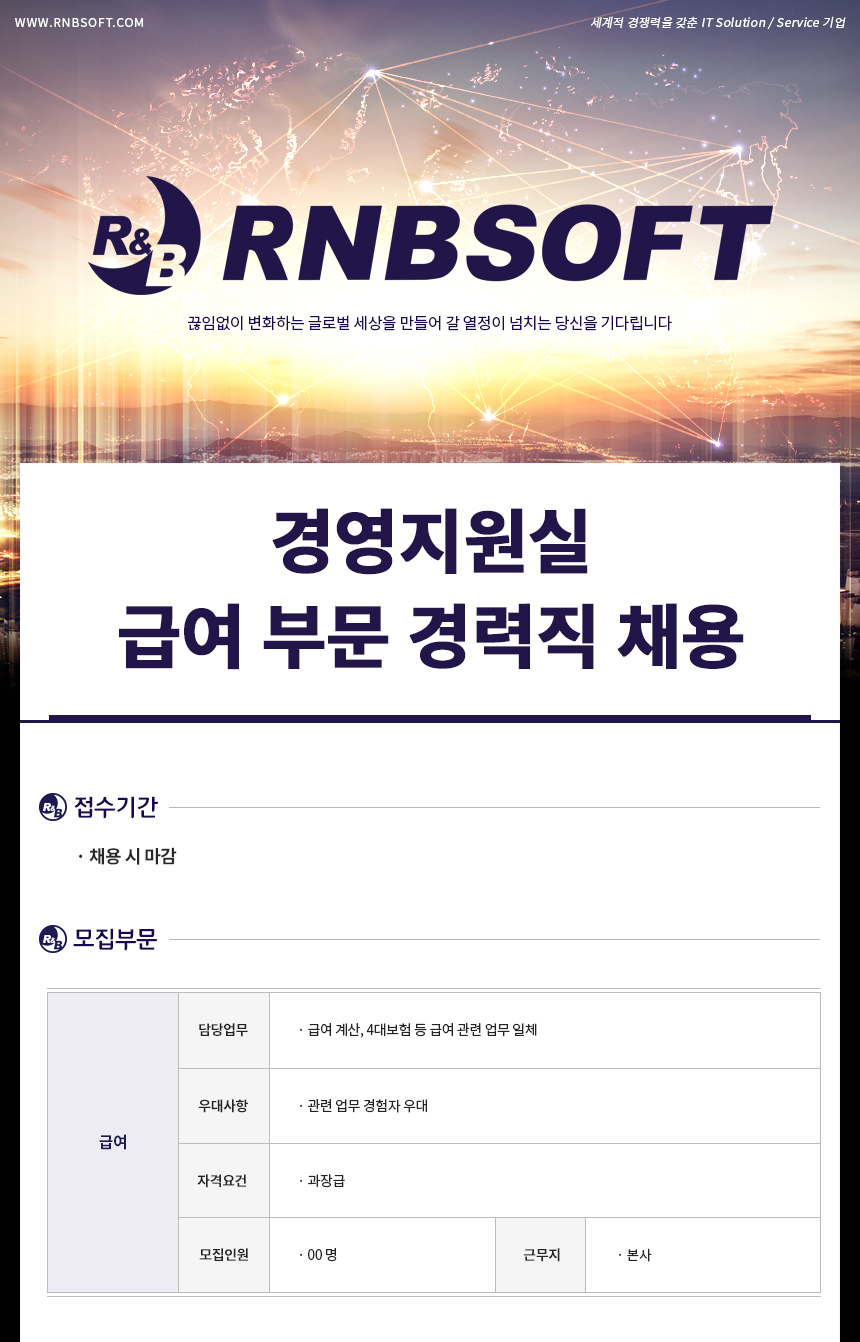 WWW.RNBSOFT.COM
세계적 경쟁력을 갖춘 IT Solution / Service 기업
R&B RNBSOFT
끊임없이 변화하는 글로벌 세상을 만들어 갈 열정이 넘치는 당신을 기다립니다
경영지원실
급여 부문 경력직 채용
R&B 접수기간
· 채용 시 마감
R&B 모집부문
급여
담당업무
· 급여 계산, 4대보험 등 급여 관련 업무 일체
우대사항
· 관련 업무 경험자 우대
자격요건
· 과장급
모집인원
· 00 명
근무지
· 본사